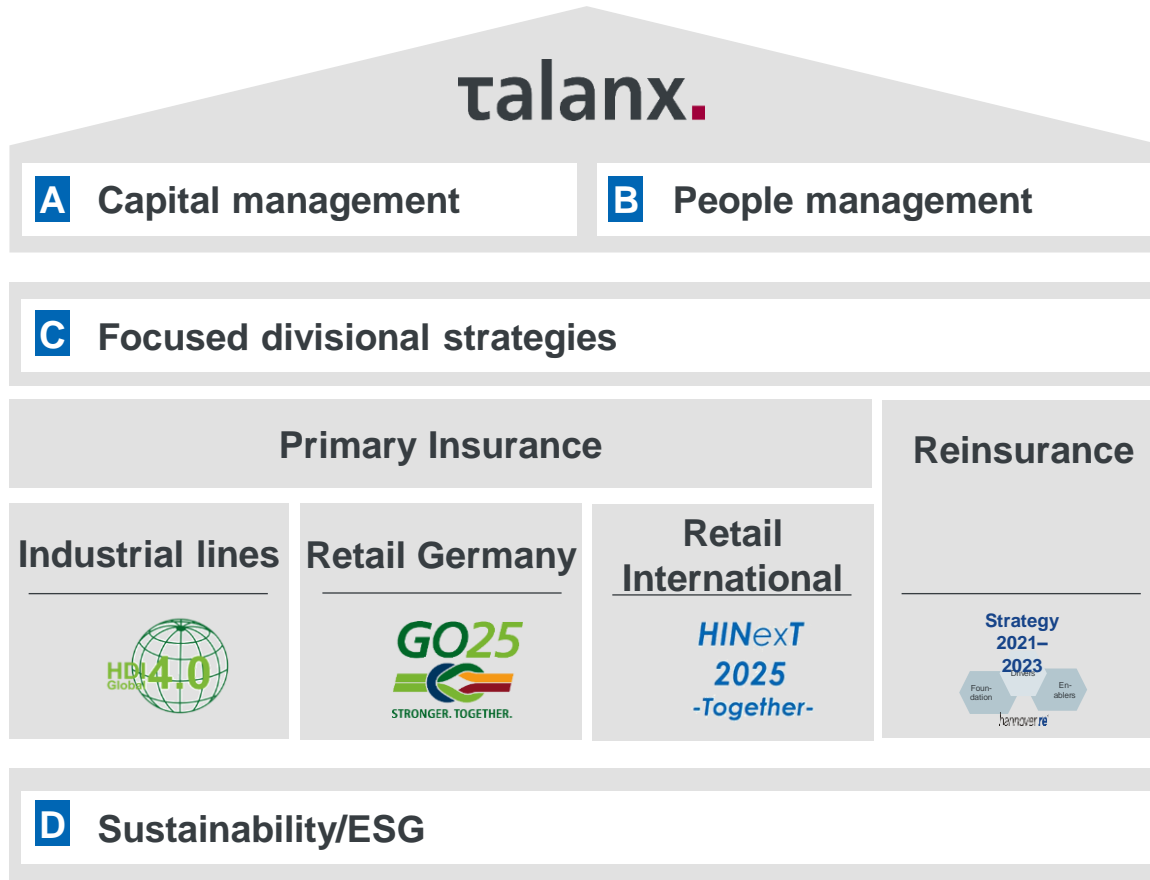 talanx.
A Capital management
B People management
C Focused divisional strategies
Primary Insurance
Reinsurance
Industrial lines
Retail Germany
Retail
International
HDI
Global
4.0
GO25
STRONGER. TOGETHER.
HINexT
2025
-Together-
Strategy
2021–
2023
Drivers
Foun-
dation
En-
ablers
hannover re
D Sustainability/ESG